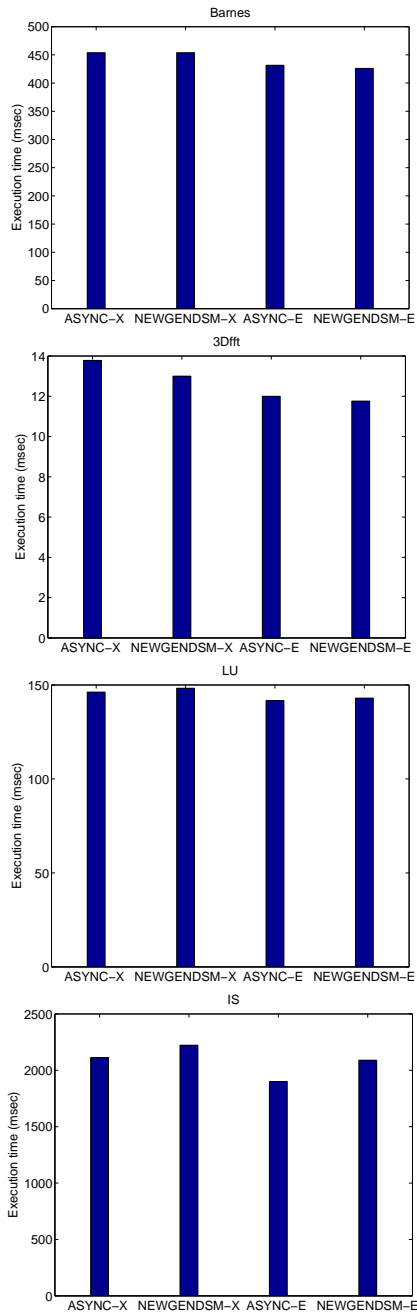 Barnes
500
450
400
350
300
250
200
150
100
50
0
Execution time (msec)
ASYNC−X NEWGENDSM−X ASYNC−E NEWGENDSM−E
3Dfft
14
12
10
8
6
4
2
0
Execution time (msec)
ASYNC−X NEWGENDSM−X ASYNC−E NEWGENDSM−E
LU
150
100
50
0
Execution time (msec)
ASYNC−X NEWGENDSM−X ASYNC−E NEWGENDSM−E
IS
2500
2000
1500
1000
500
0
Execution time (msec)
ASYNC−X NEWGENDSM−X ASYNC−E NEWGENDSM−E